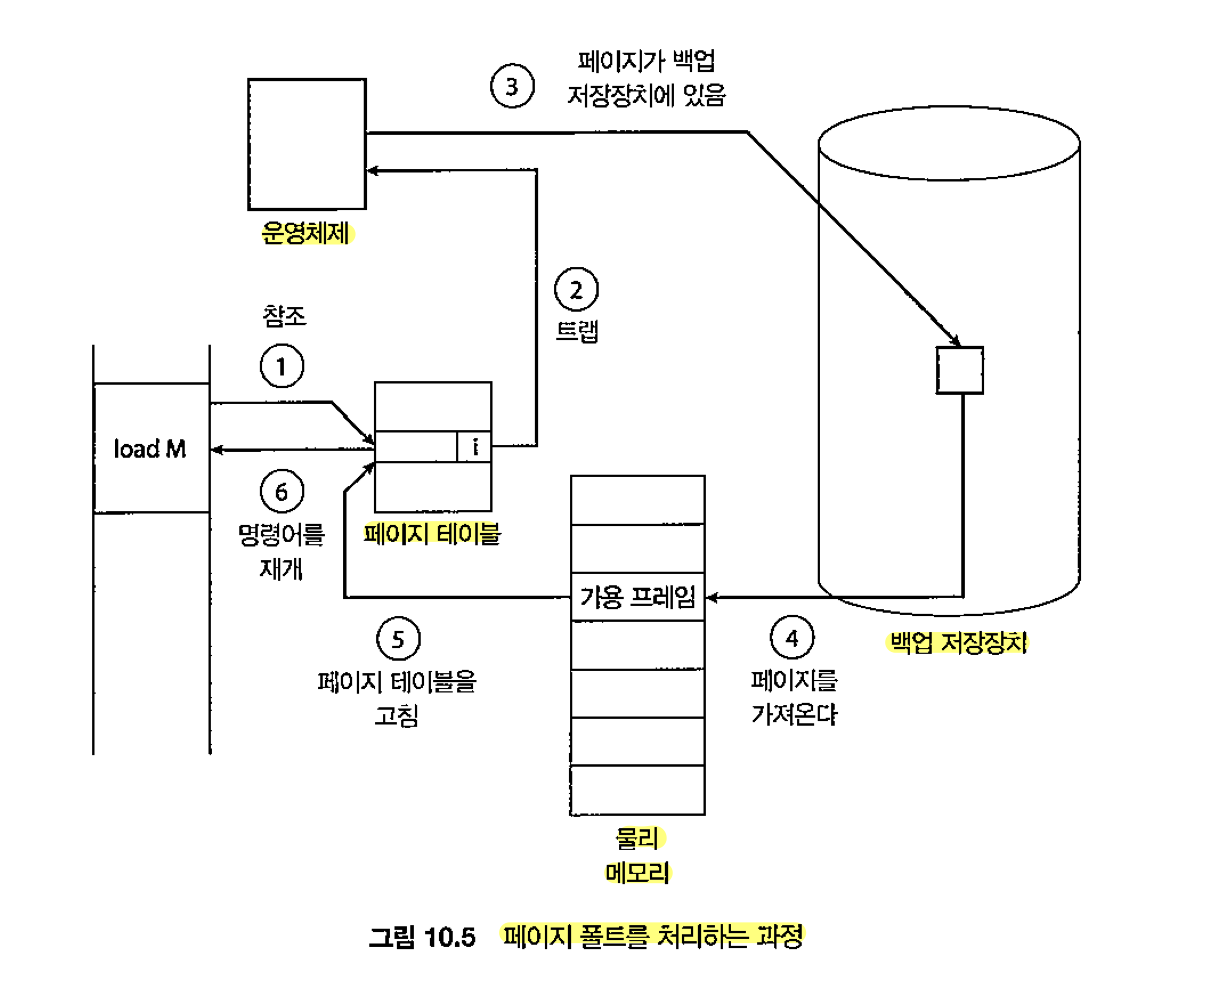 ③
페이지가 백업
저장장치에 있음
운영체제
②
트랩
참조
①
load M
i
⑥
명령어를
재개
페이지 테이블
가용 프레임
⑤
페이지 테이블을
고침
④
페이지를
가져온다
백업 저장장치
물리
메모리
그림 10.5 페이지 폴트를 처리하는 과정